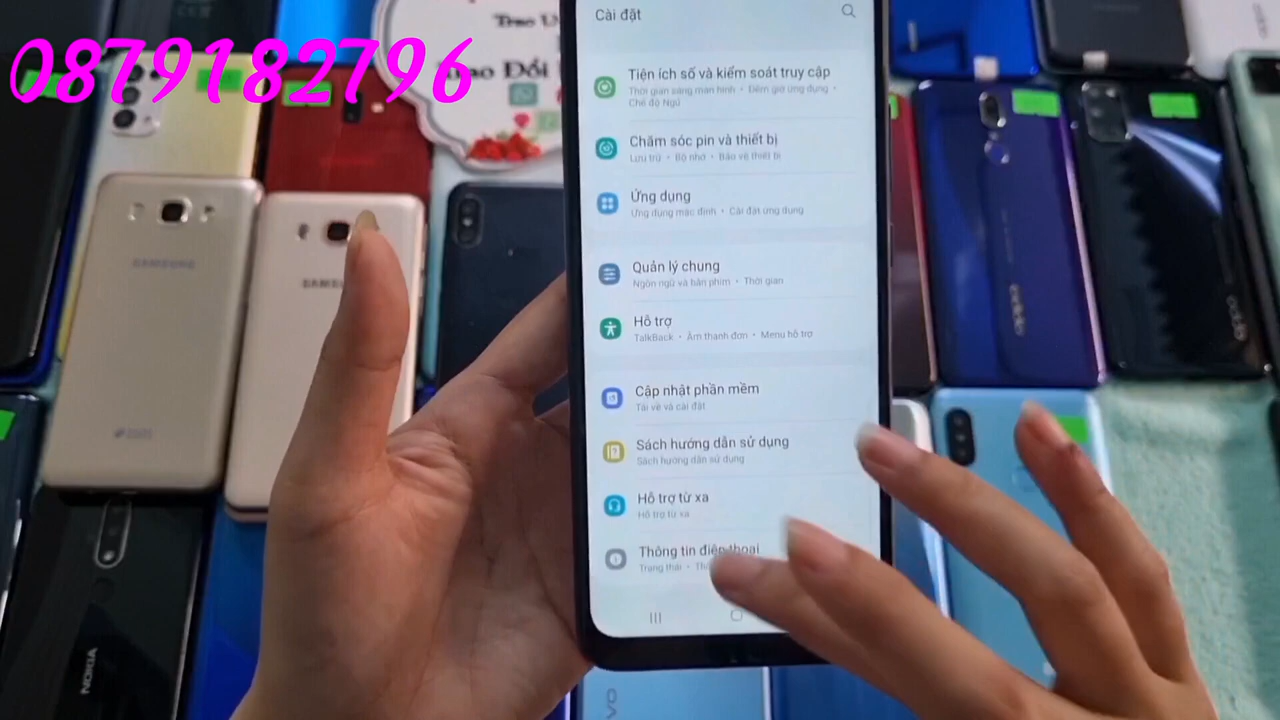 0879182796
Trao Đổi
Cài đặt
Tiện ích số và kiểm soát truy cập
Thời gian sáng màn hình • Đếm giờ ứng dụng •
Chế độ Ngủ
Chăm sóc pin và thiết bị
Lưu trữ • Bộ nhớ • Bảo vệ thiết bị
Ứng dụng
Ứng dụng mặc định • Cài đặt ứng dụng
Quản lý chung
Ngôn ngữ và bàn phím • Thời gian
Hỗ trợ
TalkBack • Âm thanh đơn • Menu hỗ trợ
Cập nhật phần mềm
Tải về và cài đặt
Sách hướng dẫn sử dụng
Sách hướng dẫn sử dụng
Hỗ trợ từ xa
Hỗ trợ từ xa
Thông tin điện thoại
Trạng thái •
SAMSUNG
NOKIA
oppo
oppo